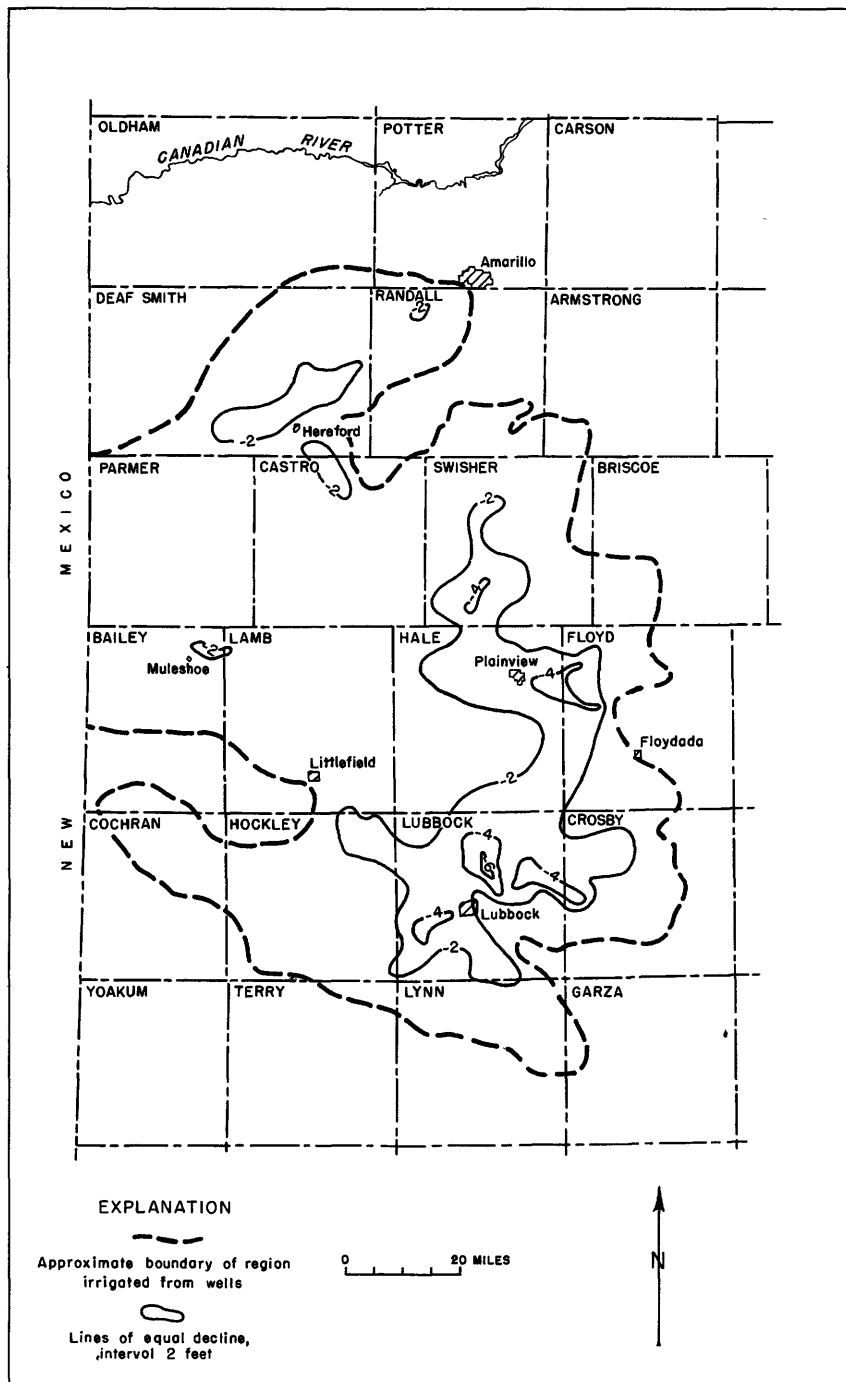 OLDHAM
POTTER
CARSON
CANADIAN RIVER
Amarillo
DEAF SMITH
RANDALL
ARMSTRONG
-2
-2
Hereford
PARMER
CASTRO
SWISHER
BRISCOE
-2
-2
MEXICO
-4
BAILEY
LAMB
HALE
FLOYD
-2
Muleshoe
Plainview
-4
Floydada
Littlefield
-2
COCHRAN
HOCKLEY
LUBBOCK
CROSBY
NEW
-4
-6
-4
-4
Lubbock
-2
YOAKUM
TERRY
LYNN
GARZA
EXPLANATION
Approximate boundary of region
irrigated from wells
Lines of equal decline,
interval 2 feet
0 20 MILES
N